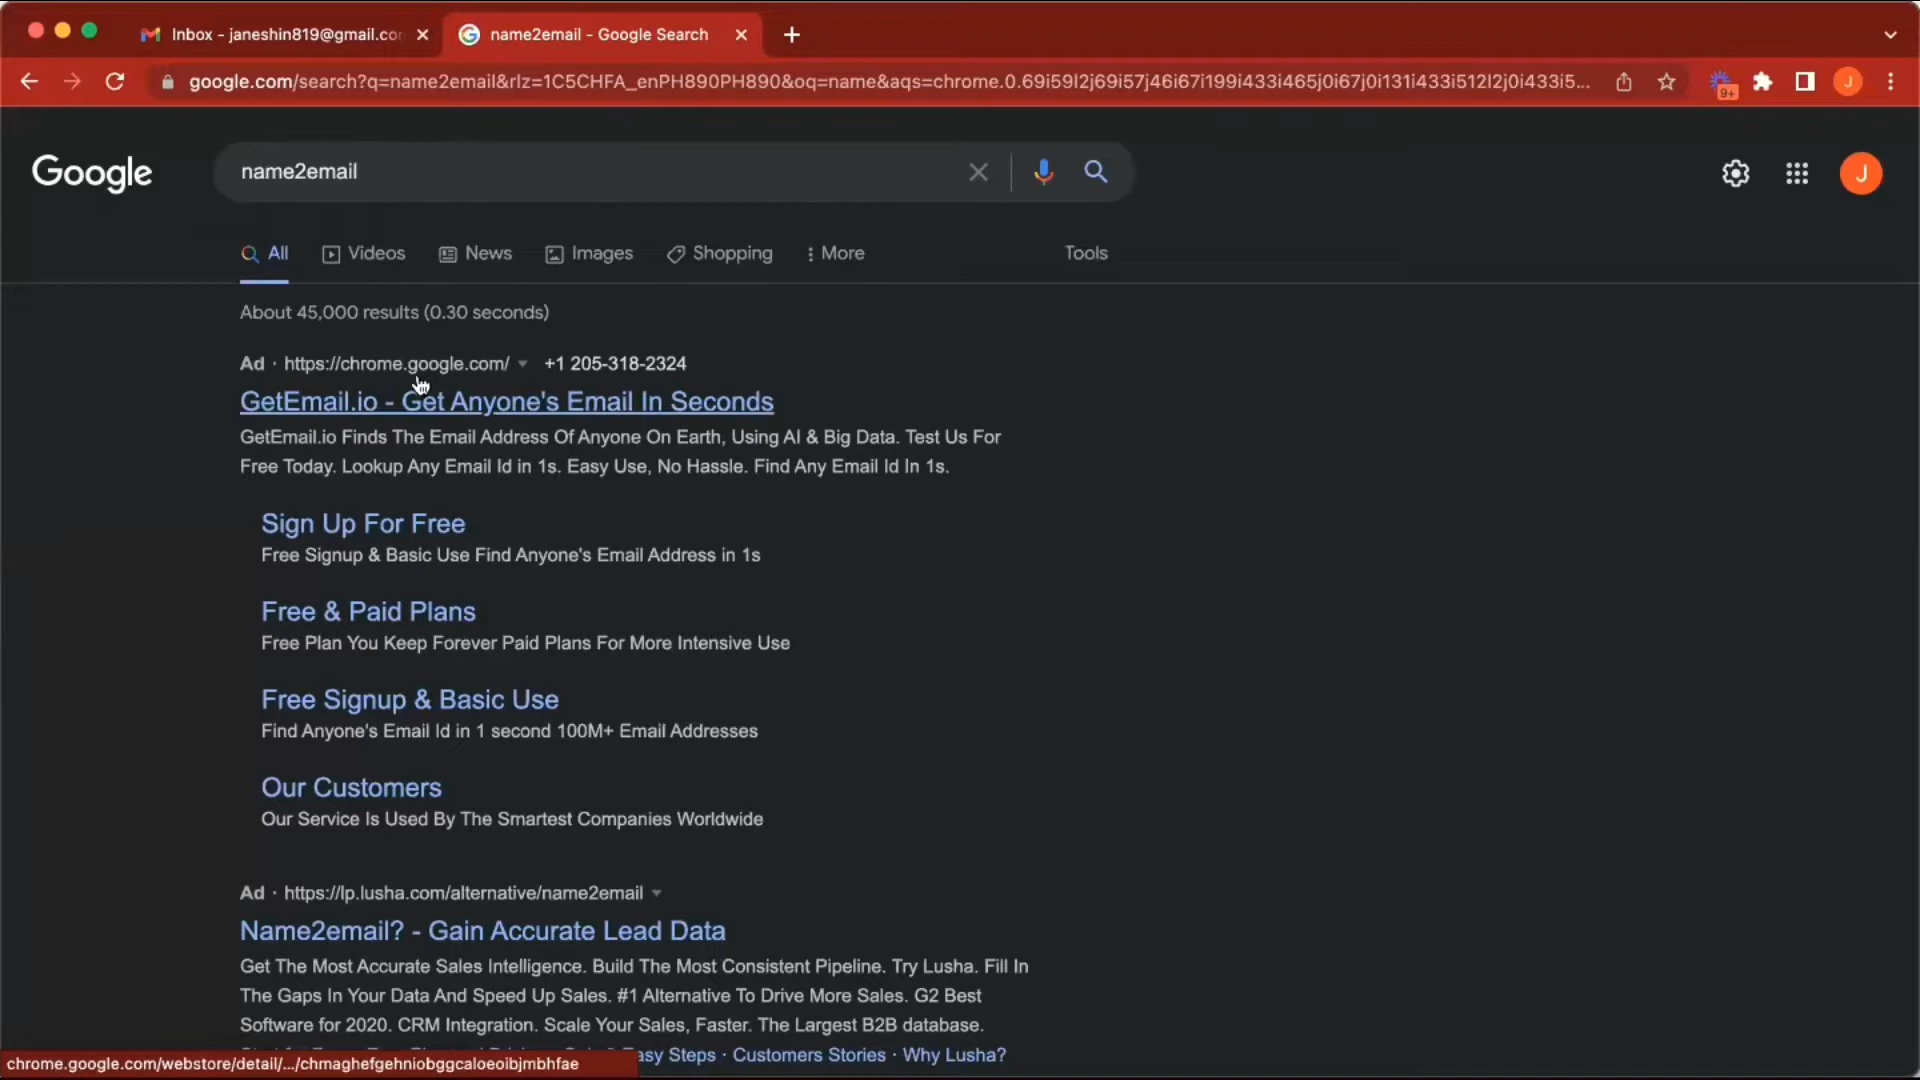 Inbox - janeshin819@gmail.co
name2email - Google Search
google.com/search?q=name2email&rlz=1C5CHFA_enPH890PH890&oq=name&aqs=chrome.0.69i59l2j69i57j46i67i199i433i465j0i67j0i131i433i512l2j0i433i5...
9+
J
Google
name2email
J
All
Videos
News
Images
Shopping
More
Tools
About 45,000 results (0.30 seconds)
Ad · https://chrome.google.com/ +1 205-318-2324
GetEmail.io - Get Anyone's Email In Seconds
GetEmail.io Finds The Email Address Of Anyone On Earth, Using AI & Big Data. Test Us For
Free Today. Lookup Any Email Id in 1s. Easy Use, No Hassle. Find Any Email Id In 1s.
Sign Up For Free
Free Signup & Basic Use Find Anyone's Email Address in 1s
Free & Paid Plans
Free Plan You Keep Forever Paid Plans For More Intensive Use
Free Signup & Basic Use
Find Anyone's Email Id in 1 second 100M+ Email Addresses
Our Customers
Our Service Is Used By The Smartest Companies Worldwide
Ad · https://lp.lusha.com/alternative/name2email
Name2email? - Gain Accurate Lead Data
Get The Most Accurate Sales Intelligence. Build The Most Consistent Pipeline. Try Lusha. Fill In
The Gaps In Your Data And Speed Up Sales. #1 Alternative To Drive More Sales. G2 Best
Software for 2020. CRM Integration. Scale Your Sales, Faster. The Largest B2B database.
asy Steps · Customers Stories · Why Lusha?
chrome.google.com/webstore/detail/.../chmaghefgehniobggcaloeoibjmbhfae